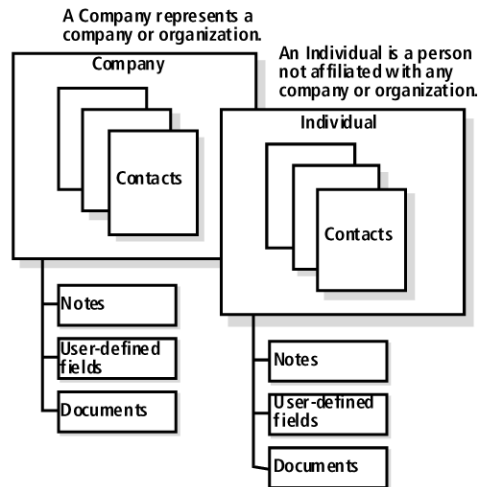 A Company represents a
company or organization.
An Individual is a person
not affiliated with any
company or organization.
Company
Individual
Contacts
Contacts
Notes
User-defined
fields
Documents
Notes
User-defined
fields
Documents